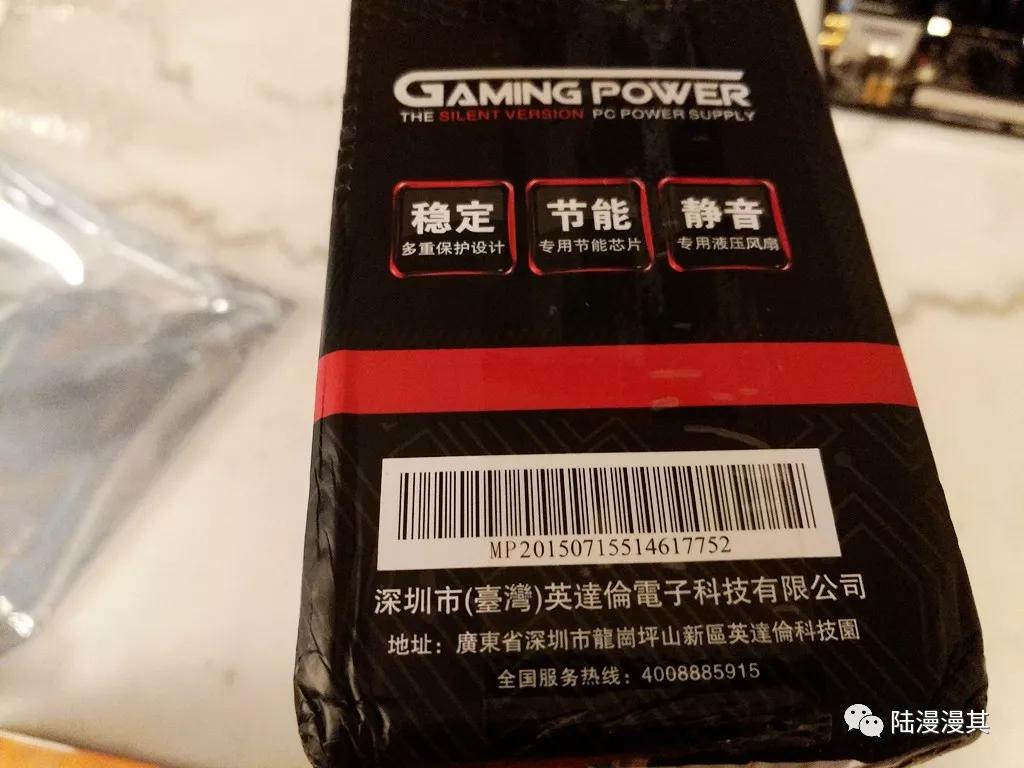 GAMING POWER
THE SILENT VERSION PC POWER SUPPLY
稳定 节能 静音
多重保护设计 专用节能芯片 专用液压风扇
MP20150715514617752
深圳市(臺灣)英達倫電子科技有限公司
地址：廣東省深圳市龍崗坪山新區英達倫科技園
全国服务热线：4008885915
陆漫漫其